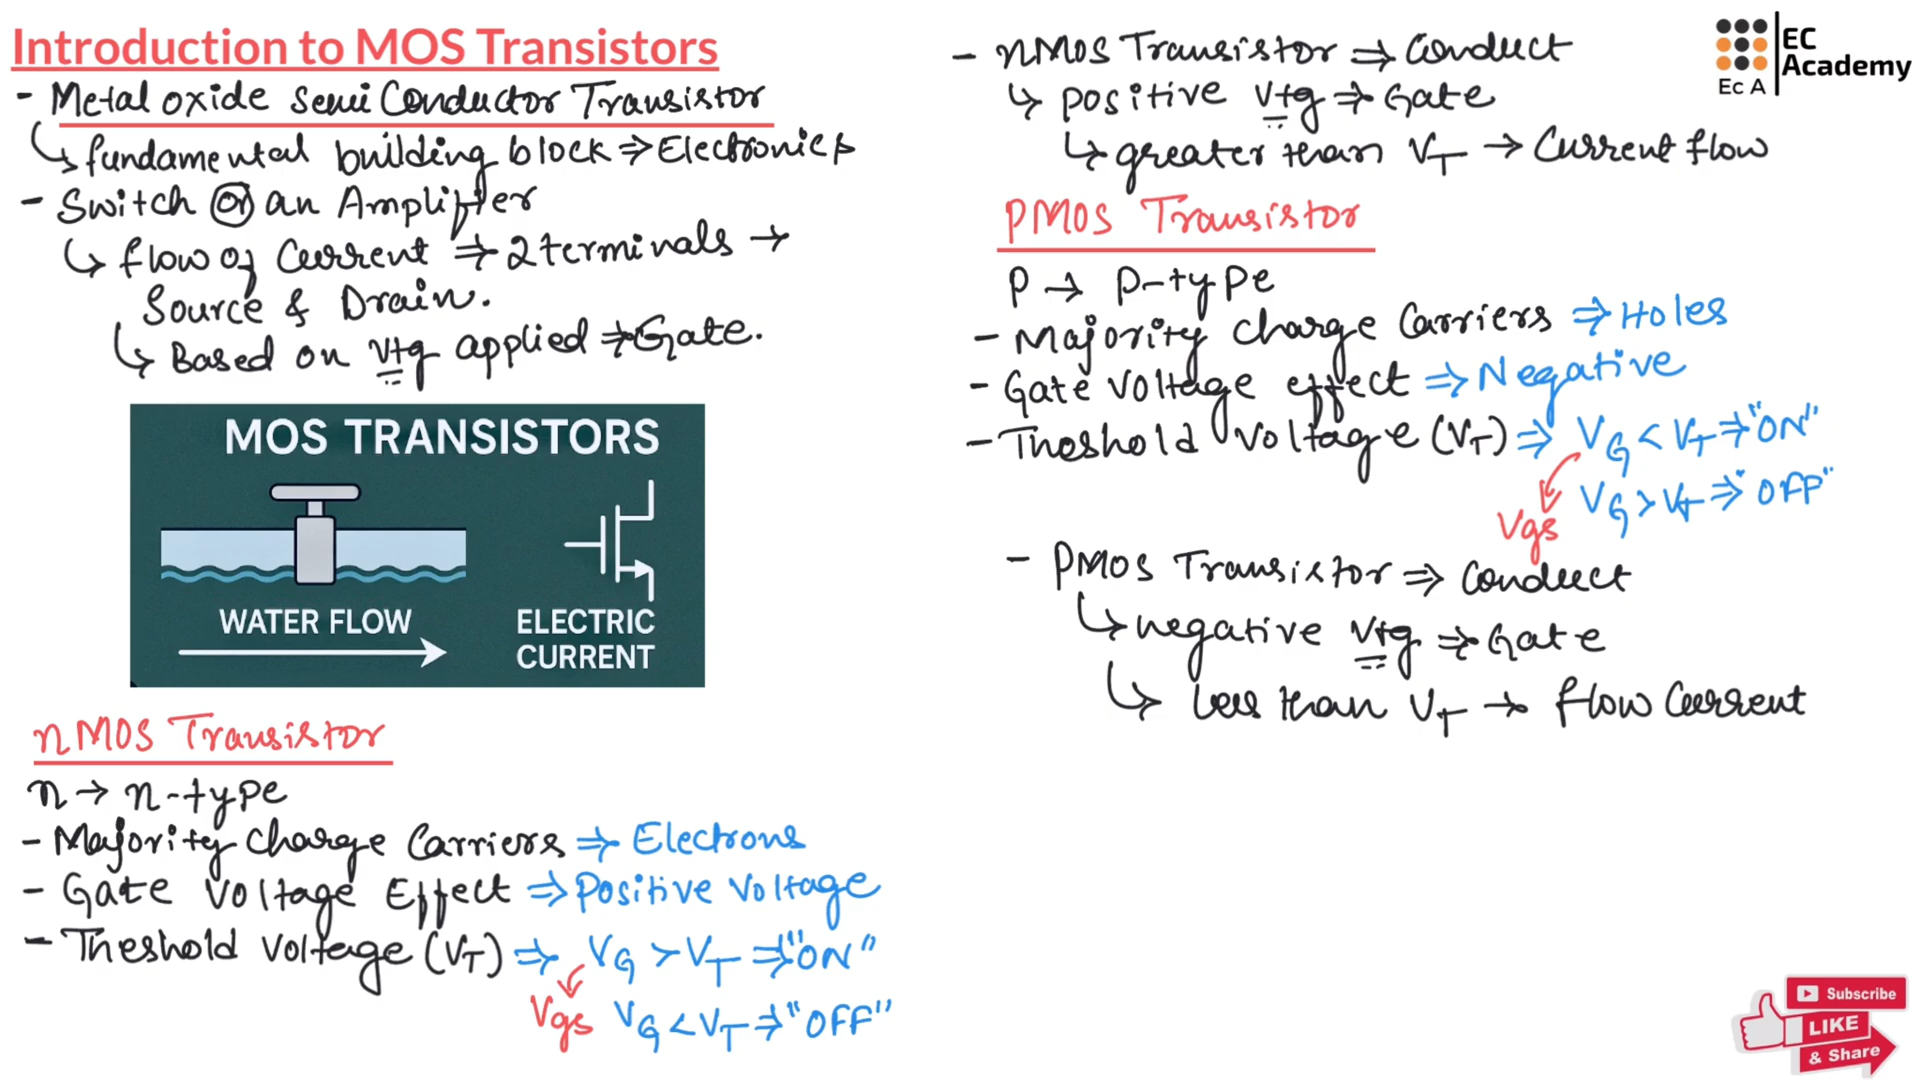 Introduction to MOS Transistors
- Metal oxide semiconductor Transistor
↳ fundamental building block ⇒ Electronics
- Switch or an Amplifier
↳ flow of Current ⇒ 2 terminals →
Source & Drain.
↳ Based on Vtg applied ⇒ Gate.
MOS TRANSISTORS
WATER FLOW
ELECTRIC
CURRENT
nMOS Transistor
n → n-type
- Majority charge Carriers ⇒ Electrons
- Gate Voltage Effect ⇒ Positive Voltage
- Theshold Voltage (VT) ⇒ VG > VT ⇒ "ON"
Vgs VG < VT ⇒ "OFF"
- nMOS Transistor ⇒ Conduct
↳ positive Vtg ⇒ Gate
↳ greater than VT → Current flow
PMOS Transistor
P → P-type
- Majority Charge Carriers ⇒ Holes
- Gate Voltage effect ⇒ Negative
- Theshold Voltage (VT) ⇒ VG < VT ⇒ "ON"
VG > VT ⇒ "OFF"
Vgs
- PMOS Transistor ⇒ Conduct
↳ negative Vtg ⇒ Gate
↳ less than VT → flow Current
EC
Academy
Ec A
Subscribe
LIKE
& Share